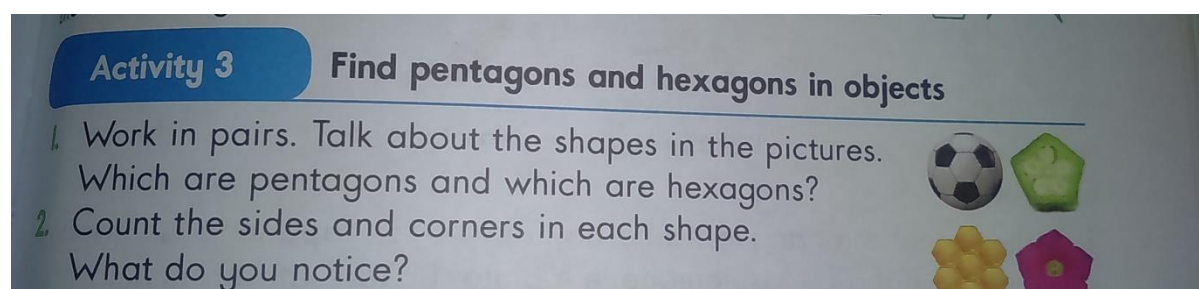 Activity 3 Find pentagons and hexagons in objects
1. Work in pairs. Talk about the shapes in the pictures.
Which are pentagons and which are hexagons?
2. Count the sides and corners in each shape.
What do you notice?